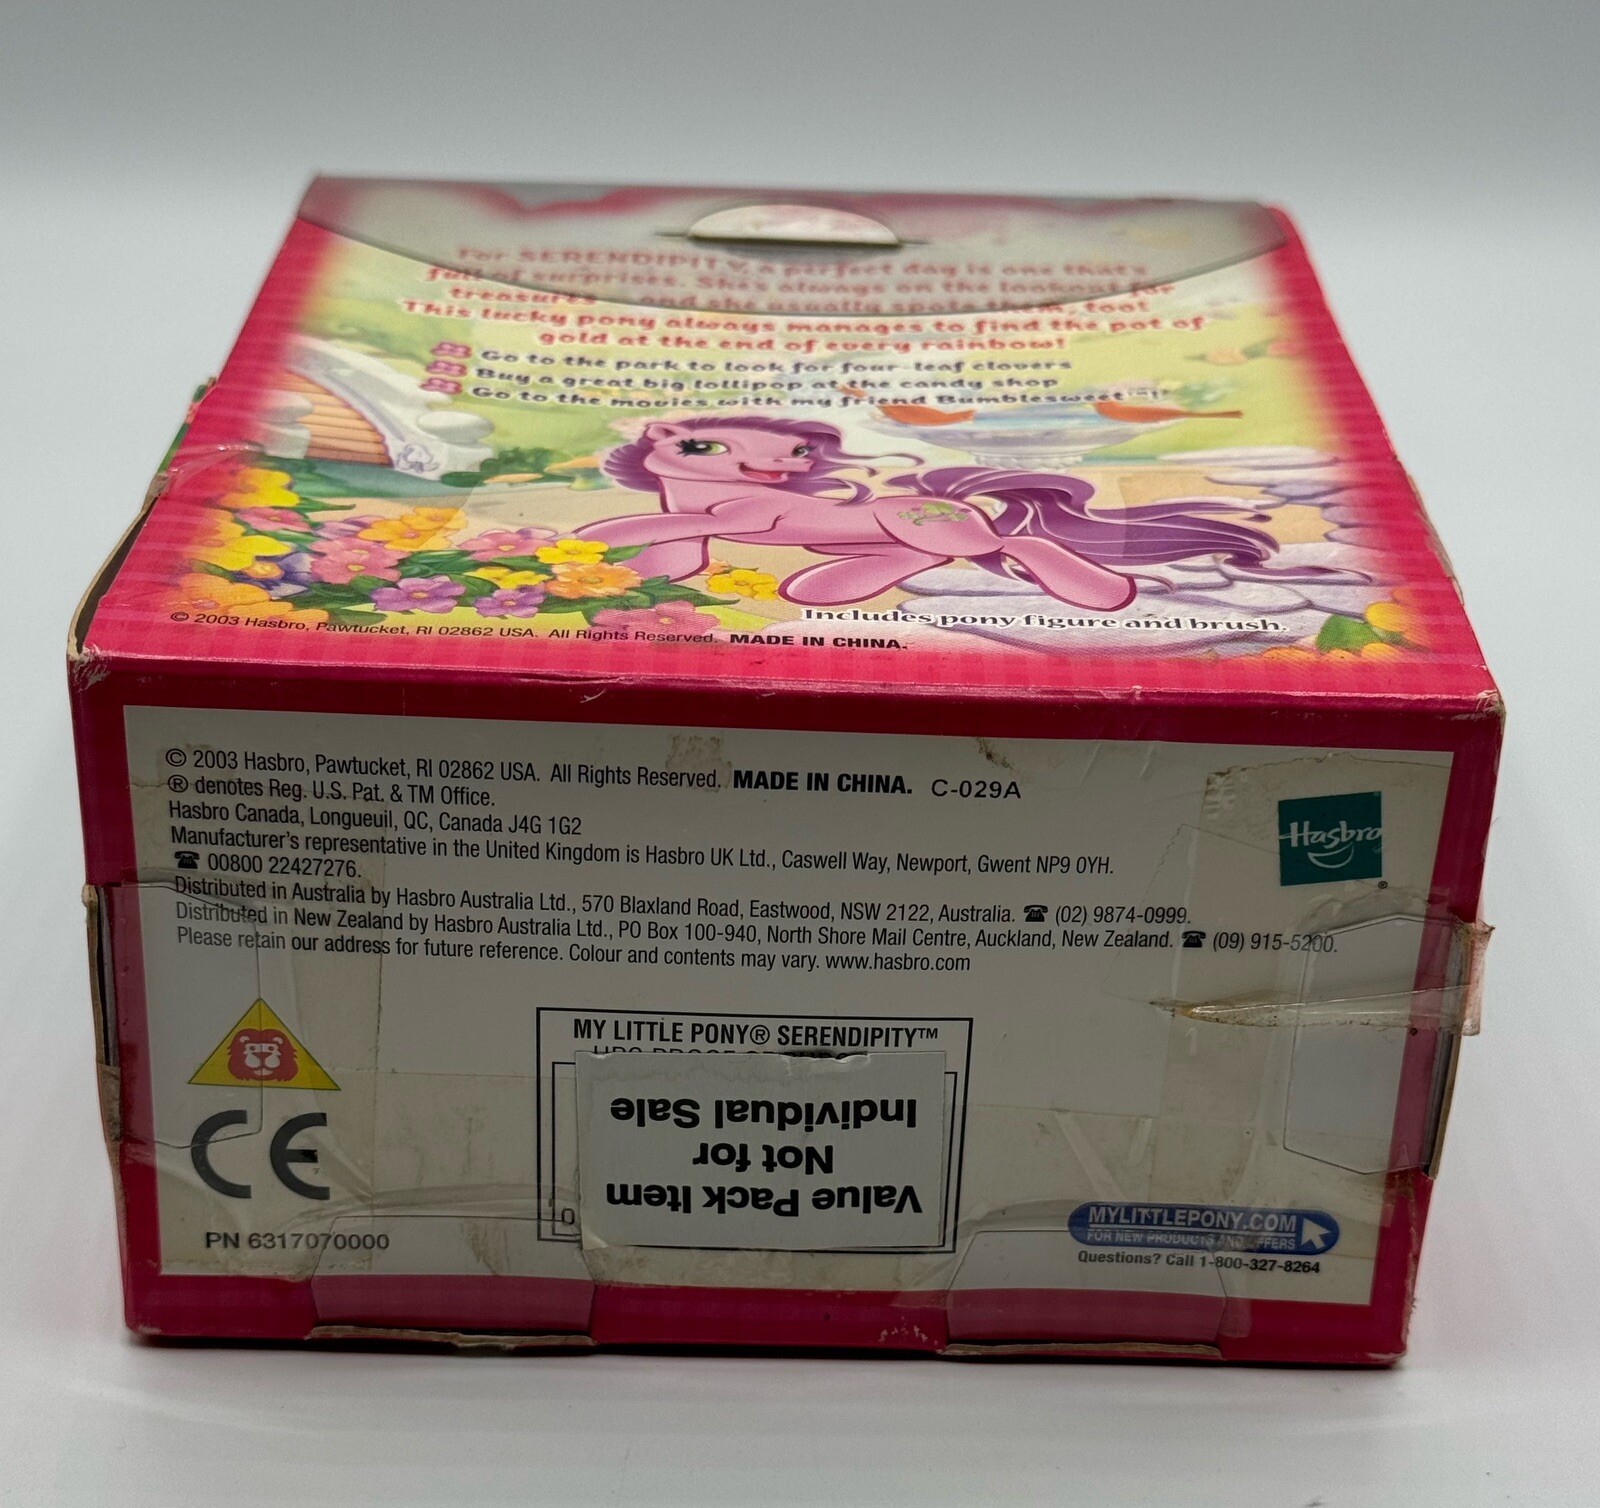 For SERENDIPITY, a perfect day is one that's
full of surprises. She's always on the lookout for
treasures – and she usually spots them, too!
This lucky pony always manages to find the pot of
gold at the end of every rainbow!
Go to the park to look for four-leaf clovers
Buy a great big lollipop at the candy shop
Go to the movies with my friend Bumblesweet™!
Includes pony figure and brush.
© 2003 Hasbro, Pawtucket, RI 02862 USA. All Rights Reserved. MADE IN CHINA.
© 2003 Hasbro, Pawtucket, RI 02862 USA. All Rights Reserved. MADE IN CHINA. C-029A
® denotes Reg. U.S. Pat. & TM Office.
Hasbro Canada, Longueuil, QC, Canada J4G 1G2
Manufacturer's representative in the United Kingdom is Hasbro UK Ltd., Caswell Way, Newport, Gwent NP9 0YH.
☎ 00800 22427276.
Distributed in Australia by Hasbro Australia Ltd., 570 Blaxland Road, Eastwood, NSW 2122, Australia. ☎ (02) 9874-0999.
Distributed in New Zealand by Hasbro Australia Ltd., PO Box 100-940, North Shore Mail Centre, Auckland, New Zealand. ☎ (09) 915-5200.
Please retain our address for future reference. Colour and contents may vary. www.hasbro.com
Hasbro
®
MY LITTLE PONY® SERENDIPITY™
Value Pack Item
Not for
Individual Sale
0
CE
PN 6317070000
MYLITTLEPONY.COM
FOR NEW PRODUCTS AND OFFERS
Questions? Call 1-800-327-8264